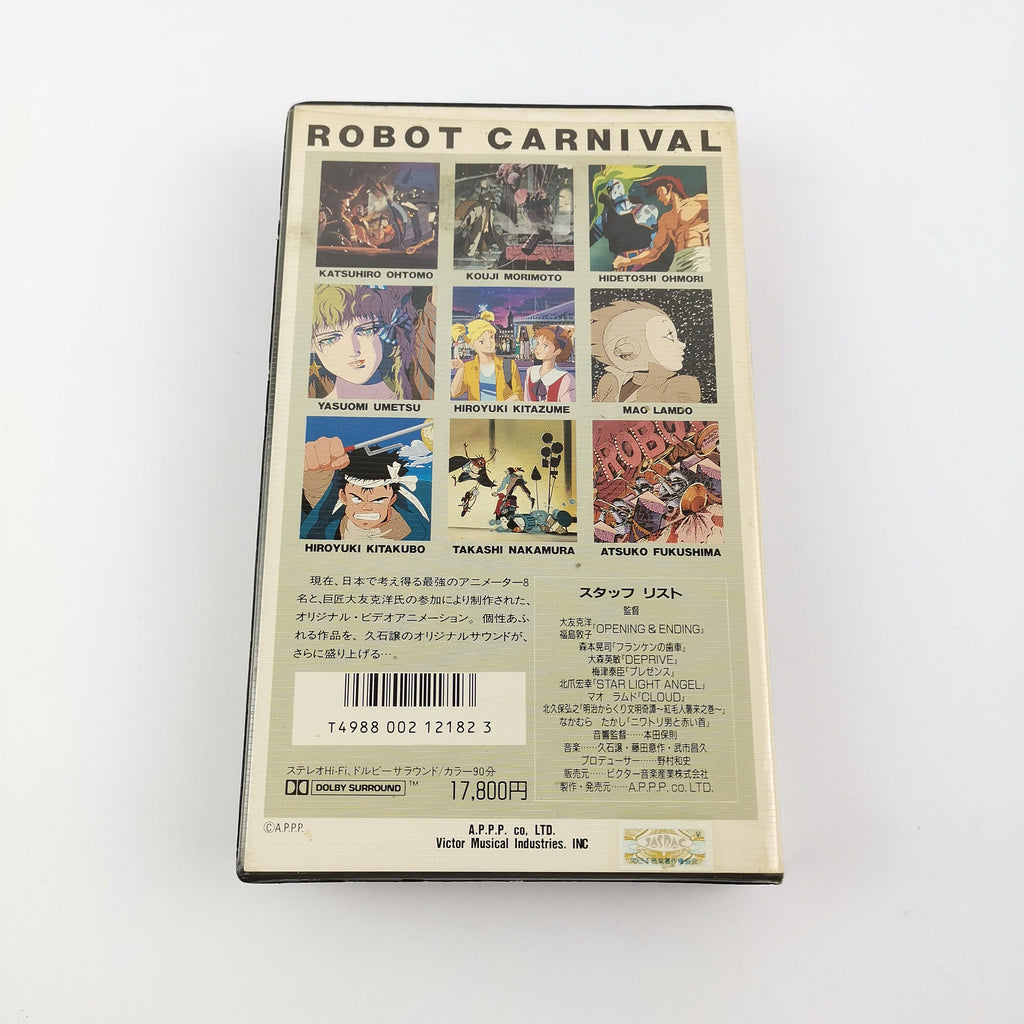 ROBOT CARNIVAL
KATSUHIRO OHTOMO
KOUJI MORIMOTO
HIDETOSHI OHMORI
YASUOMI UMETSU
HIROYUKI KITAZUME
MAO LAMDO
ROBOT
HIROYUKI KITAKUBO
TAKASHI NAKAMURA
ATSUKO FUKUSHIMA
現在、日本で考え得る最強のアニメーター8
名と、巨匠大友克洋氏の参加により制作された、
オリジナル・ビデオアニメーション。個性あふ
れる作品を、久石譲のオリジナルサウンドが、
さらに盛り上げる…。
T4988 002 12182 3
ステレオHi-Fi、ドルビーサラウンド/カラー90分
DOLBY SURROUND™
17,800円
スタッフ リスト
監督
大友克洋
福島敦子「OPENING & ENDING」
森本晃司「フランケンの歯車」
大森英敏「DEPRIVE」
梅津泰臣「プレゼンス」
北爪宏幸「STAR LIGHT ANGEL」
マオ ラムド「CLOUD」
北久保弘之「明治からくり文明奇譚〜紅毛人襲来之巻〜」
なかむら たかし「ニワトリ男と赤い首」
音響監督……本田保則
音楽……久石譲・藤田意作・武市昌久
プロデューサー……野村和史
販売元……ビクター音楽産業株式会社
製作・発売元……A.P.P.P. co, LTD.
©A.P.P.P.
A.P.P.P. co, LTD.
Victor Musical Industries. INC
JASRAC